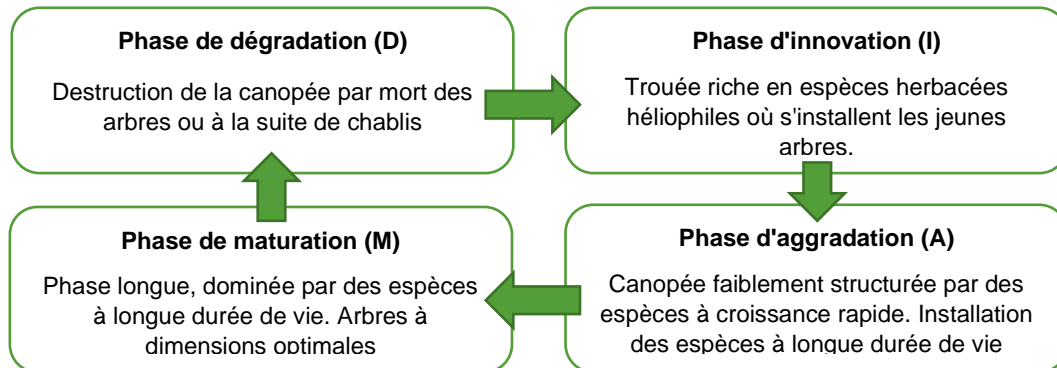 Phase de dégradation (D)
Destruction de la canopée par mort des
arbres ou à la suite de chablis
Phase d'innovation (I)
Trouée riche en espèces herbacées
héliophiles où s'installent les jeunes
arbres.
Phase de maturation (M)
Phase longue, dominée par des espèces
à longue durée de vie. Arbres à
dimensions optimales
Phase d'aggradation (A)
Canopée faiblement structurée par des
espèces à croissance rapide. Installation
des espèces à longue durée de vie